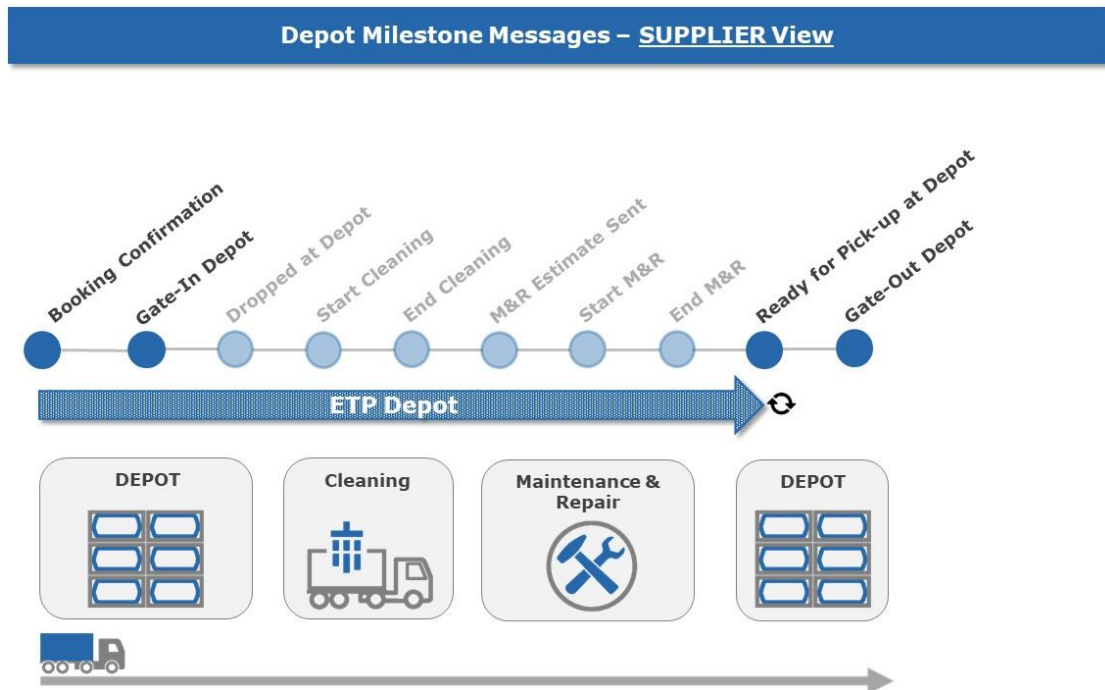 Depot Milestone Messages – SUPPLIER View
Booking Confirmation
Gate-In Depot
Dropped at Depot
Start Cleaning
End Cleaning
M&R Estimate Sent
Start M&R
End M&R
Ready for Pick-up at Depot
Gate-Out Depot
ETP Depot
DEPOT
Cleaning
Maintenance &
Repair
DEPOT